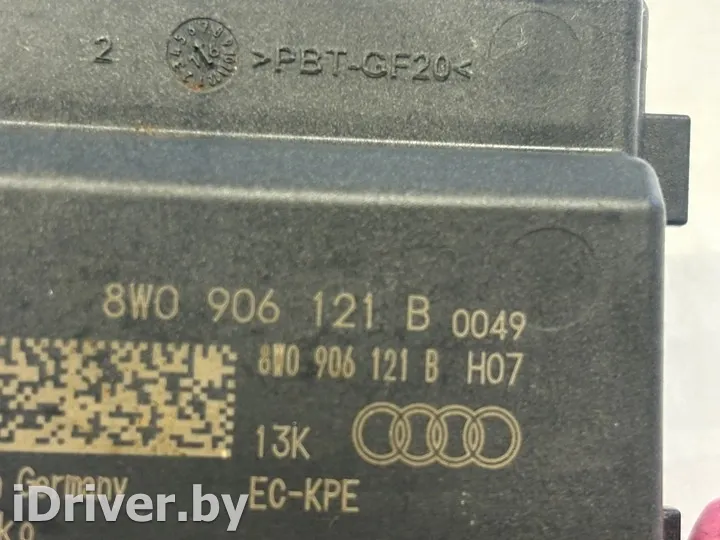 2 >PBT-GF20<
8W0 906 121 B 0049
8W0 906 121 B H07
13K
Germany EC-KPE
iDriver.by